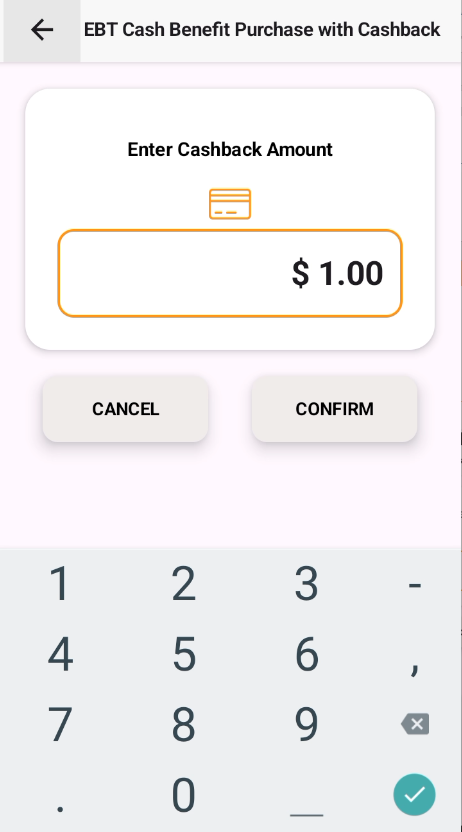 EBT Cash Benefit Purchase with Cashback
Enter Cashback Amount
$ 1.00
CANCEL CONFIRM
1 2 3 -
4 5 6 ,
7 8 9
. 0 _